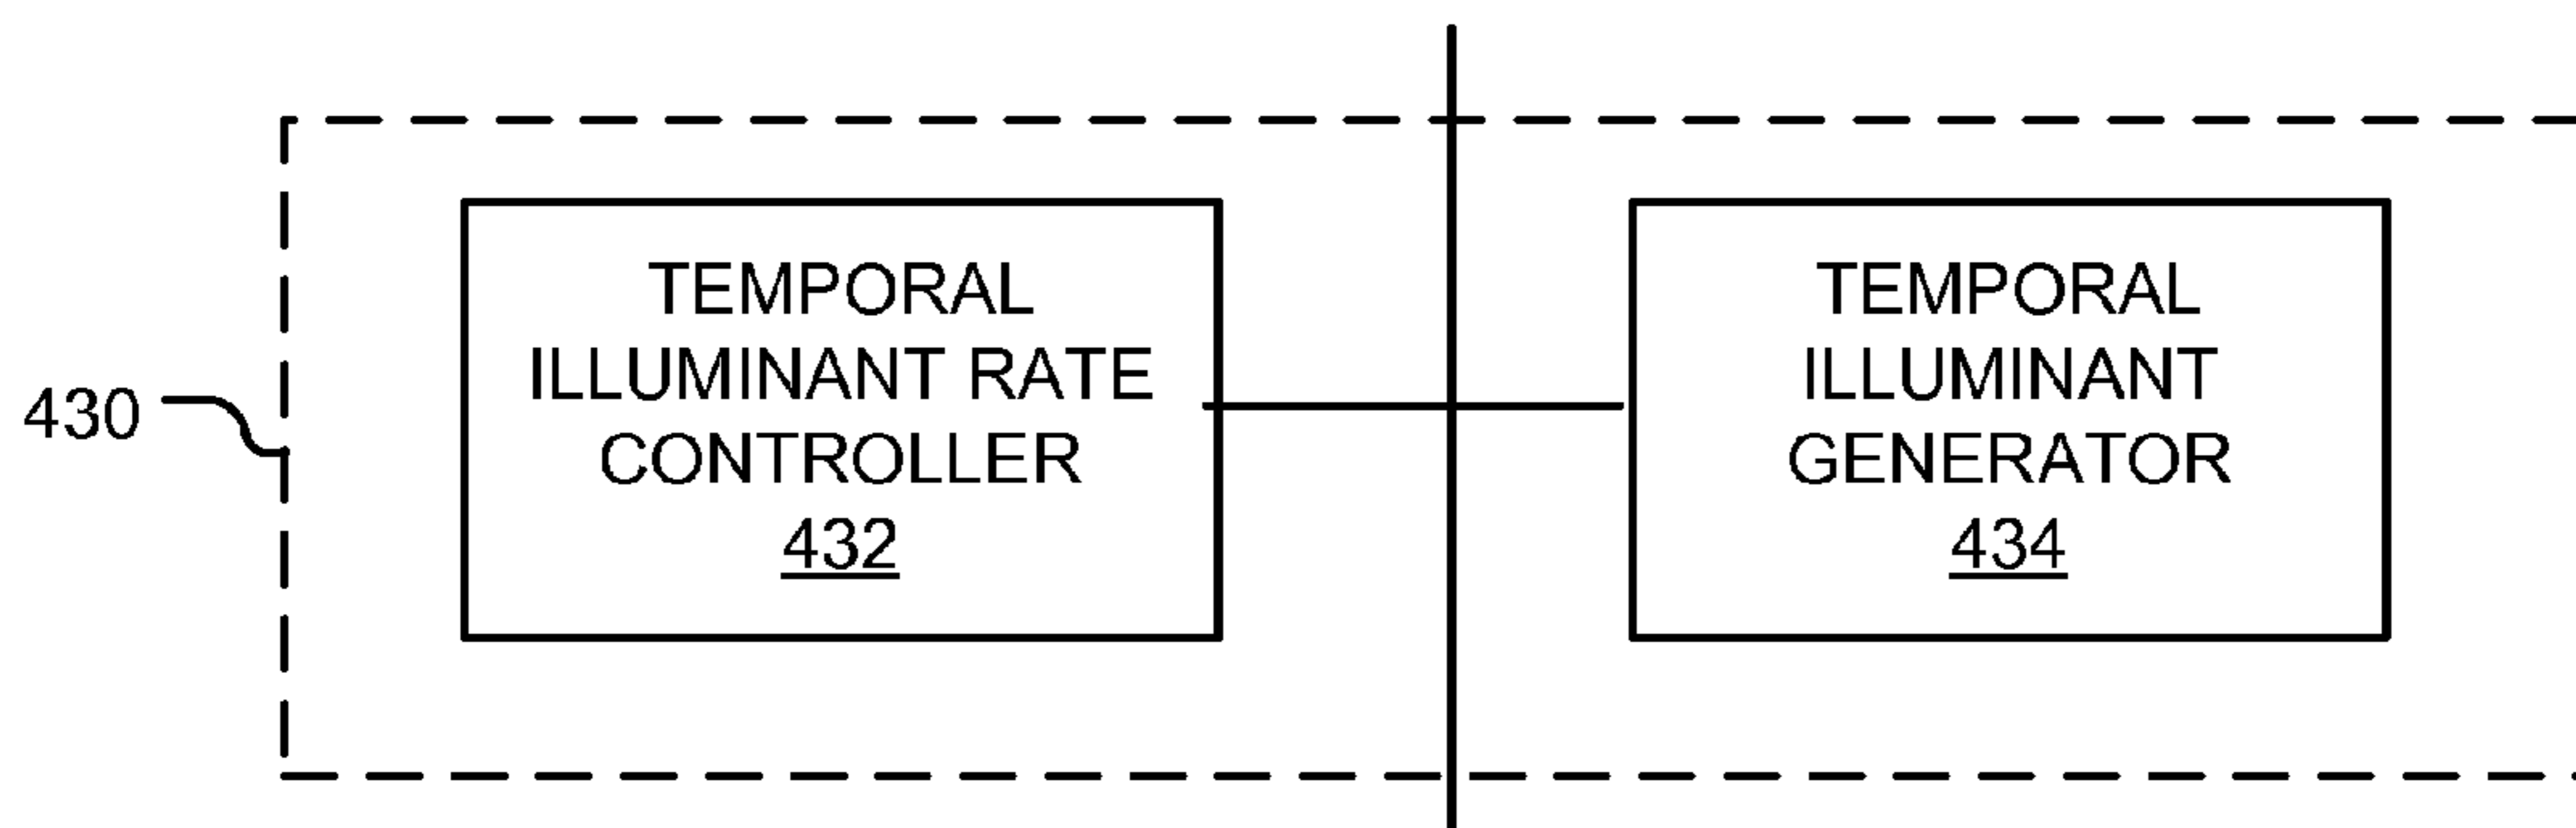 430
TEMPORAL
ILLUMINANT RATE
CONTROLLER
432
TEMPORAL
ILLUMINANT
GENERATOR
434